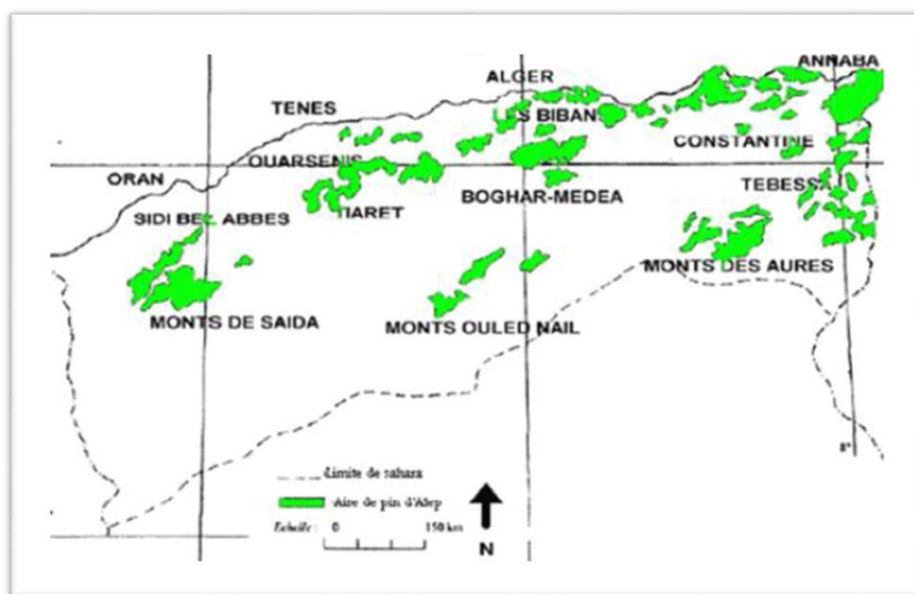 ANNABA
ALGER
TENES
LES BIBANS
CONSTANTINE
OUARSENIS
ORAN
TEBESSA
BOGHAR-MEDEA
TIARET
SIDI BEL ABBES
MONTS DES AURES
MONTS DE SAIDA
MONTS OULED NAIL
Limite de sahara
Aire de pin d'Alep
Echelle : 0 150 km
N